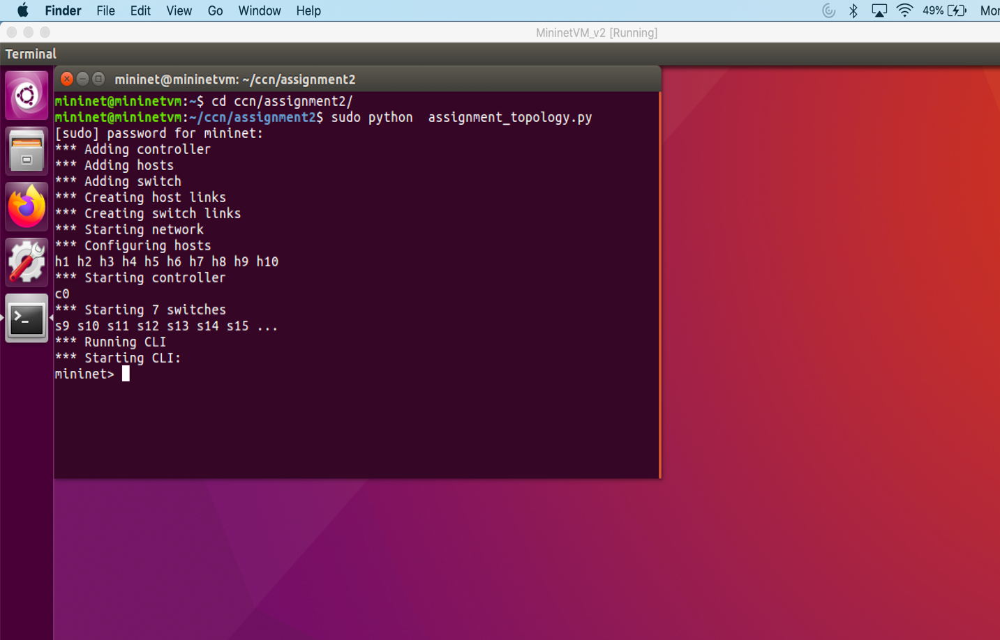 Finder File Edit View Go Window Help 49% Mor
MininetVM_v2 [Running]
Terminal
mininet@mininetvm: ~/ccn/assignment2
mininet@mininetvm:~$ cd ccn/assignment2/
mininet@mininetvm:~/ccn/assignment2$ sudo python  assignment_topology.py
[sudo] password for mininet:
*** Adding controller
*** Adding hosts
*** Adding switch
*** Creating host links
*** Creating switch links
*** Starting network
*** Configuring hosts
h1 h2 h3 h4 h5 h6 h7 h8 h9 h10
*** Starting controller
c0
*** Starting 7 switches
s9 s10 s11 s12 s13 s14 s15 ...
*** Running CLI
*** Starting CLI:
mininet>